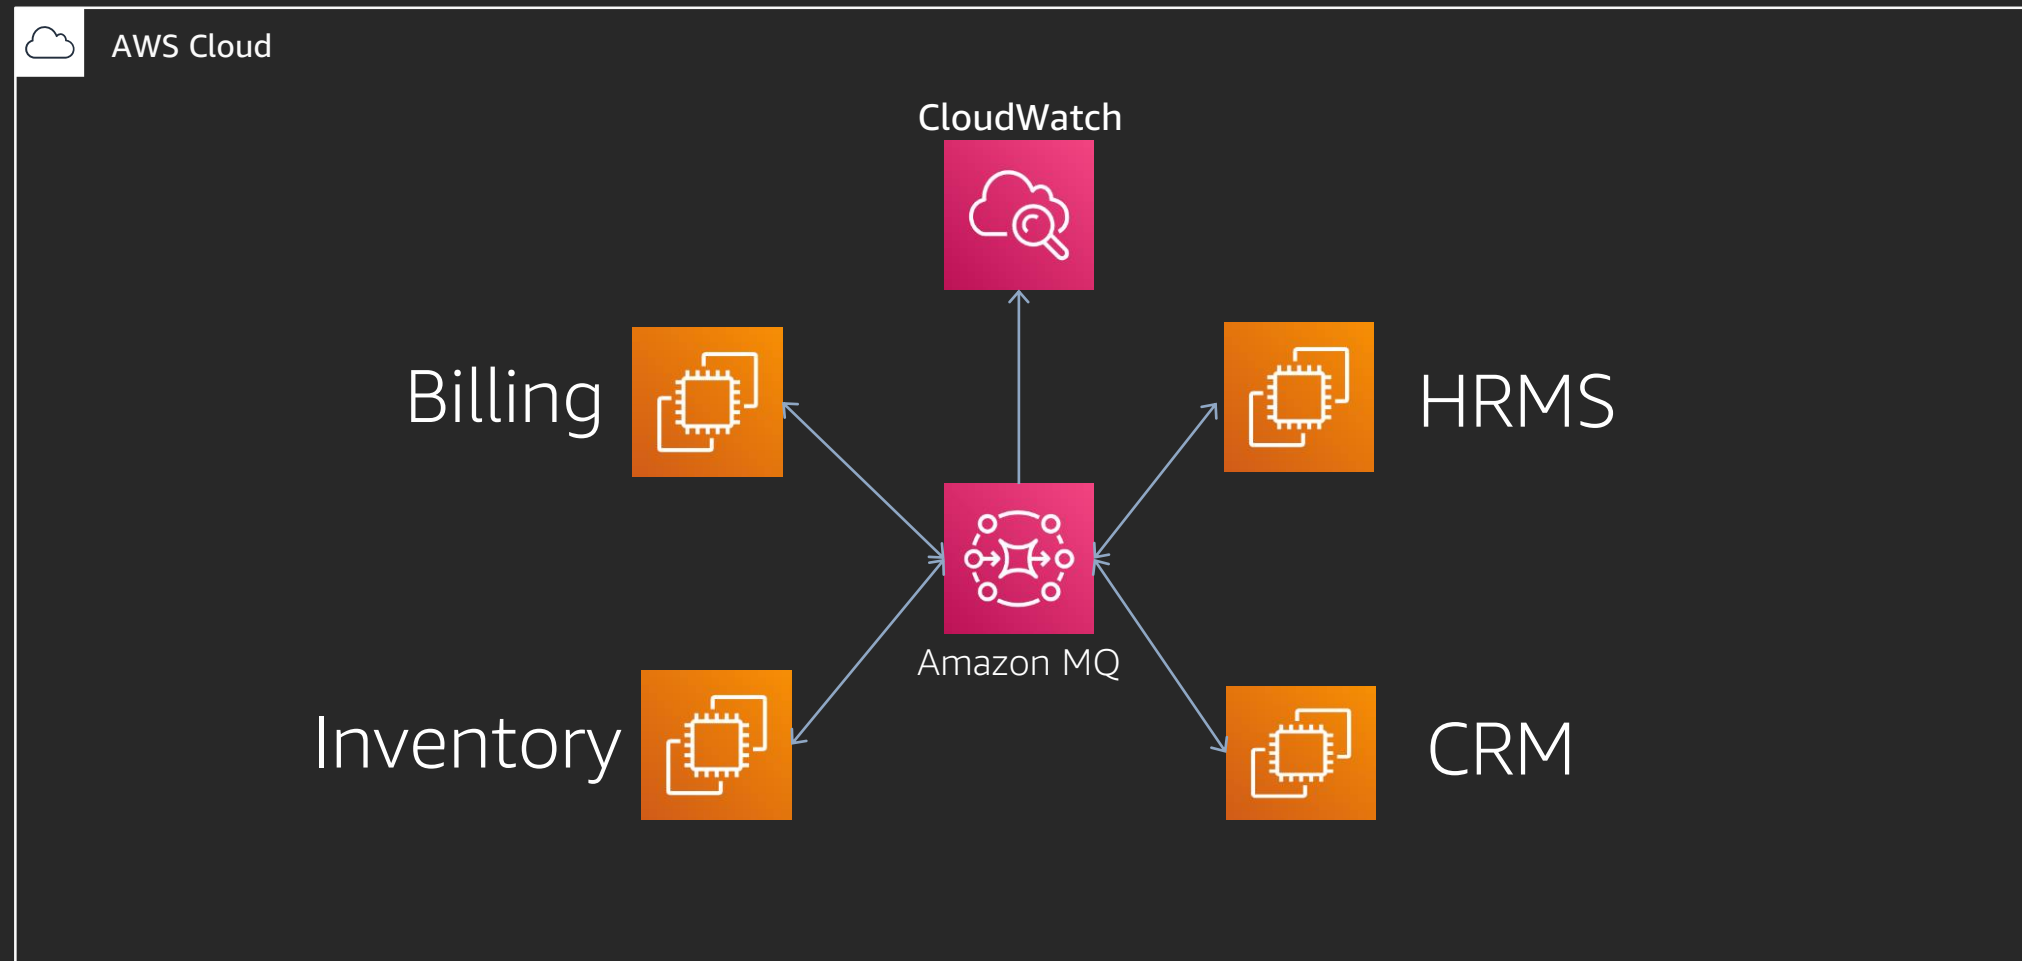 AWS Cloud
CloudWatch
Billing
HRMS
Amazon MQ
Inventory
CRM